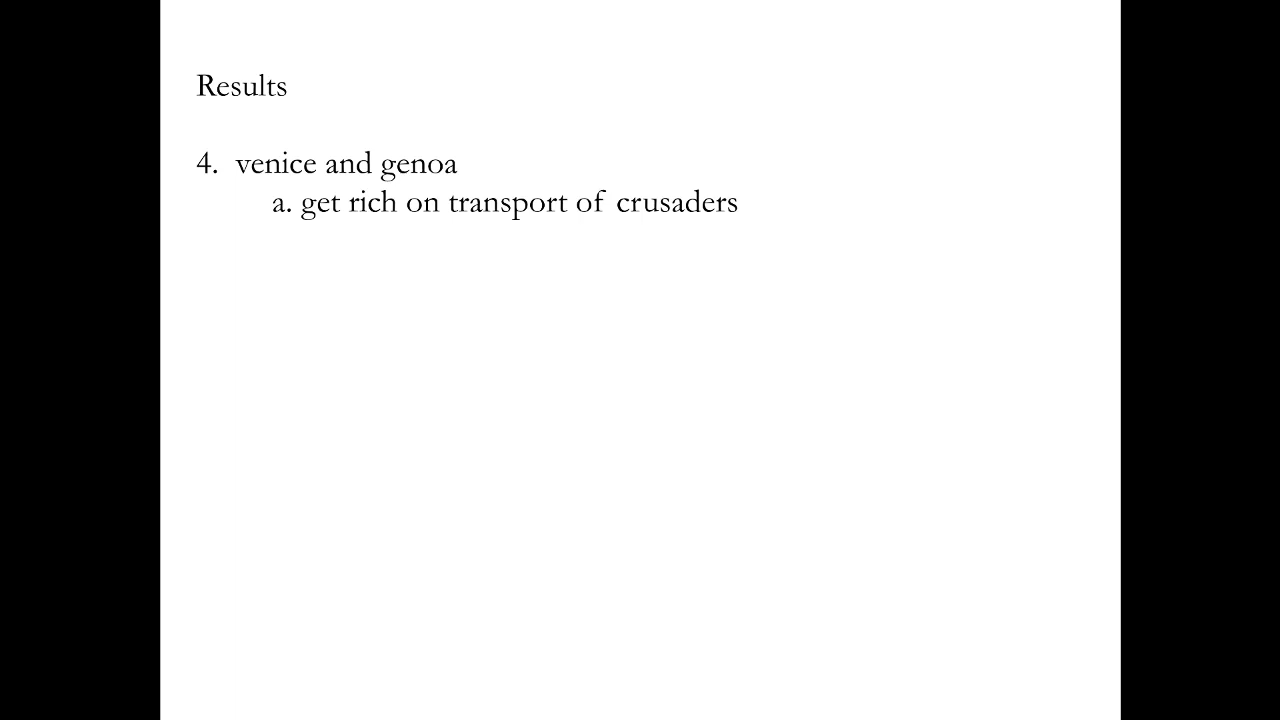 Results
4. venice and genoa
a. get rich on transport of crusaders